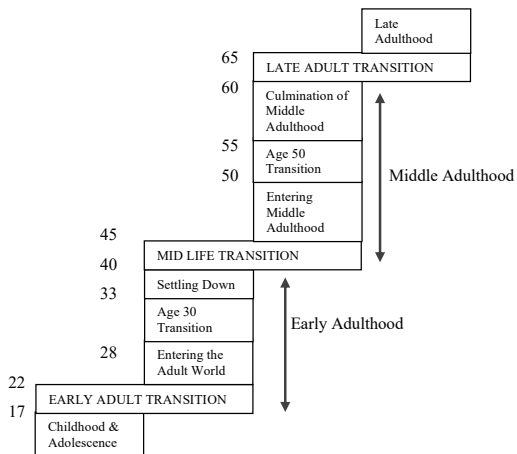 Late
Adulthood
65
LATE ADULT TRANSITION
60
Culmination of
Middle
Adulthood
55
Age 50
Transition
50
Middle Adulthood
Entering
Middle
Adulthood
45
MID LIFE TRANSITION
40
Settling Down
33
Age 30
Transition
Early Adulthood
28
Entering the
Adult World
22
EARLY ADULT TRANSITION
17
Childhood &
Adolescence